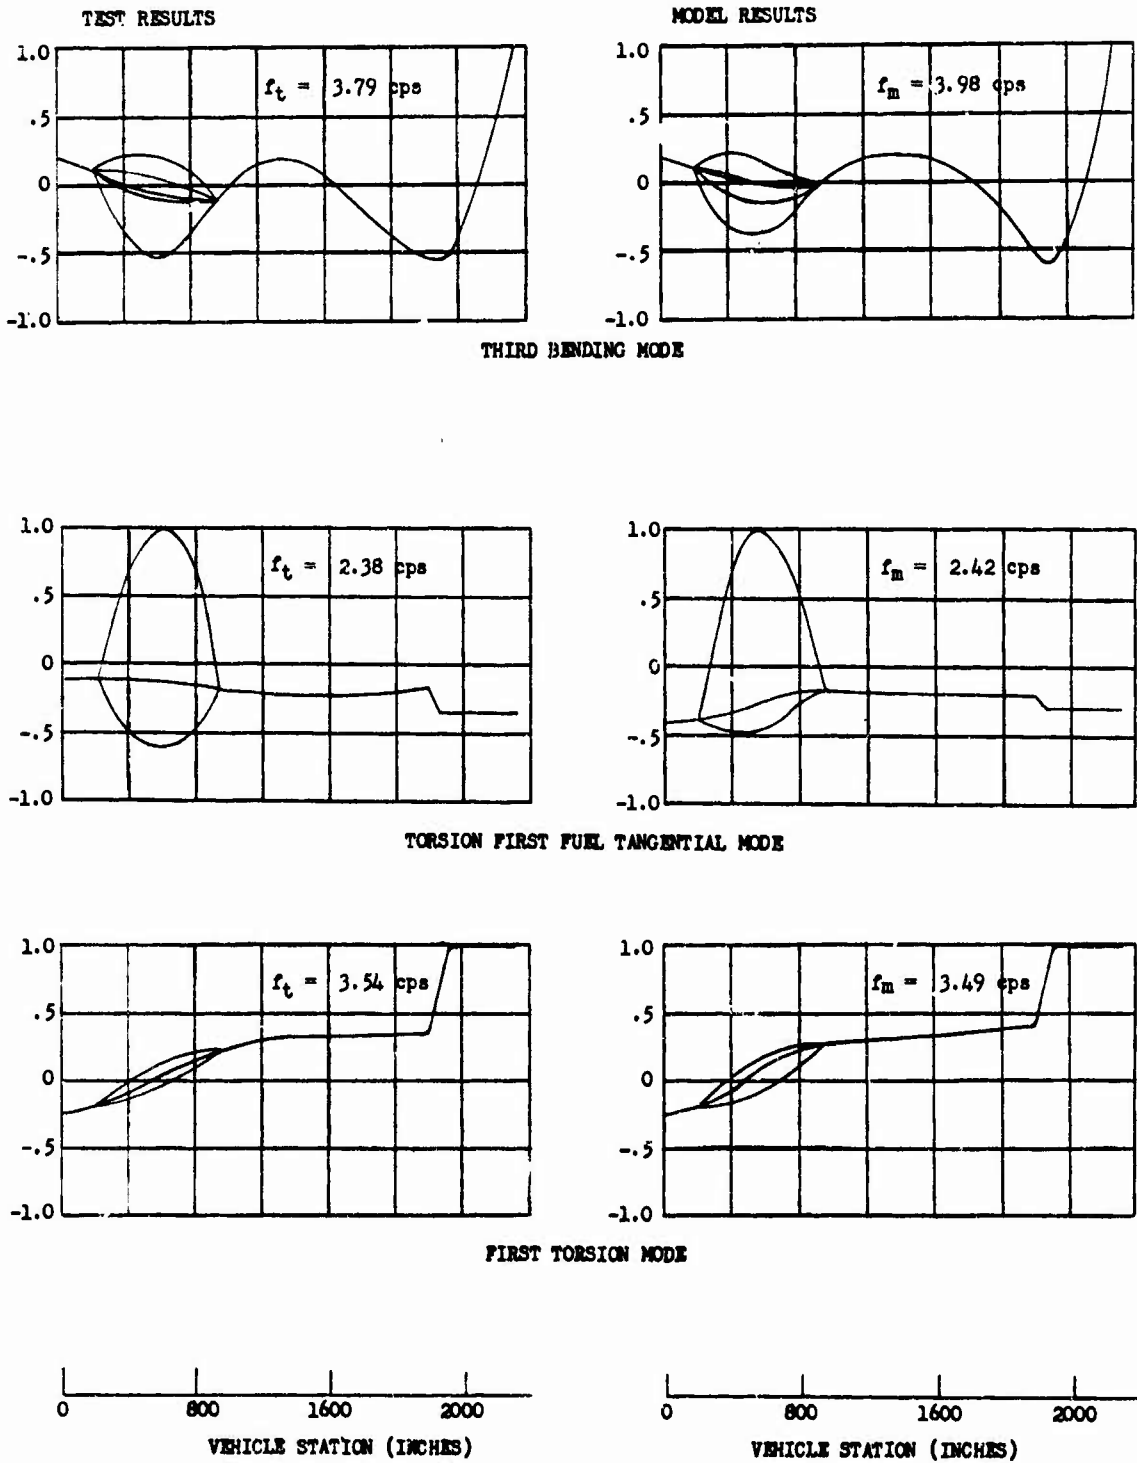 TEST RESULTS
MODEL RESULTS
1.0
.5
0
-.5
-1.0
f_t = 3.79 cps
1.0
.5
0
-.5
-1.0
f_m = 3.98 cps
THIRD BENDING MODE
1.0
.5
0
-.5
-1.0
f_t = 2.38 cps
1.0
.5
0
-.5
-1.0
f_m = 2.42 cps
TORSION FIRST FUEL TANGENTIAL MODE
1.0
.5
0
-.5
-1.0
f_t = 3.54 cps
1.0
.5
0
-.5
-1.0
f_m = 3.49 cps
FIRST TORSION MODE
0 800 1600 2000
VEHICLE STATION (INCHES)
0 800 1600 2000
VEHICLE STATION (INCHES)